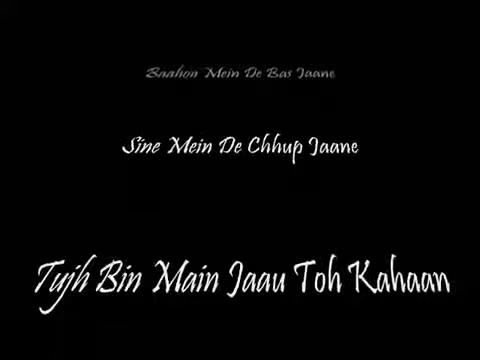 Baahon Mein De Bas Jaane
Sine Mein De Chhup Jaane
Tujh Bin Main Jaau Toh Kahaan